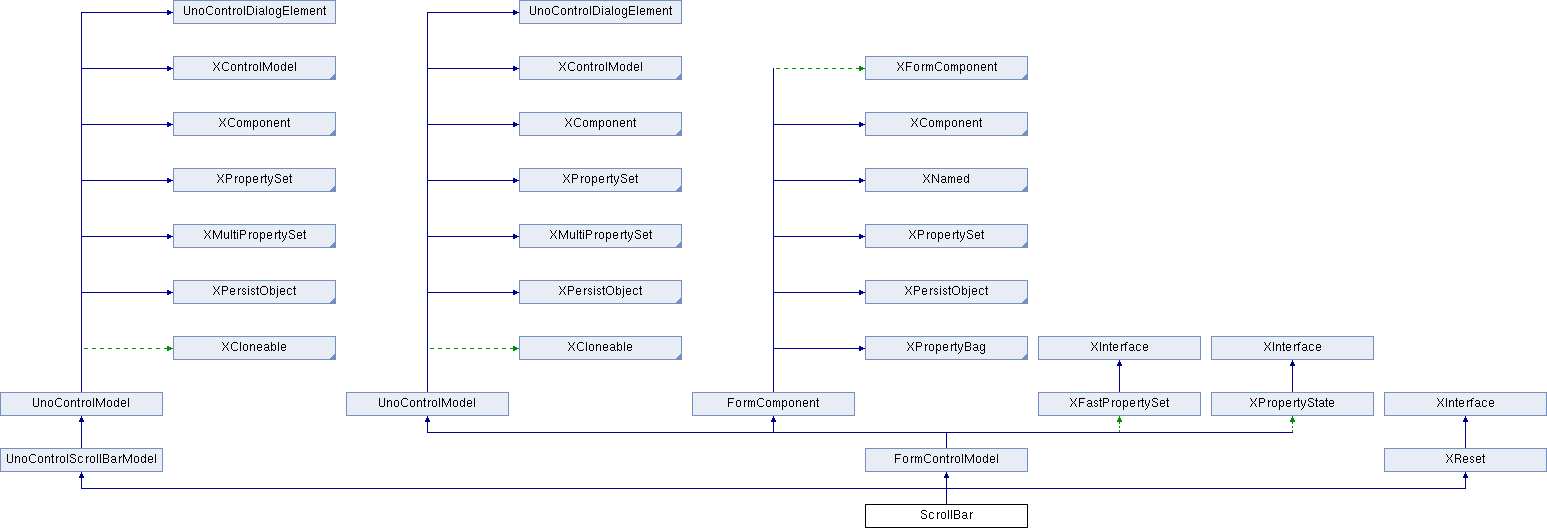 UnoControlDialogElement UnoControlDialogElement
XControlModel XControlModel XFormComponent
XComponent XComponent XComponent
XPropertySet XPropertySet XNamed
XMultiPropertySet XMultiPropertySet XPropertySet
XPersistObject XPersistObject XPersistObject
XCloneable XCloneable XPropertyBag XInterface XInterface
UnoControlModel UnoControlModel FormComponent XFastPropertySet XPropertyState XInterface
UnoControlScrollBarModel FormControlModel XReset
ScrollBar